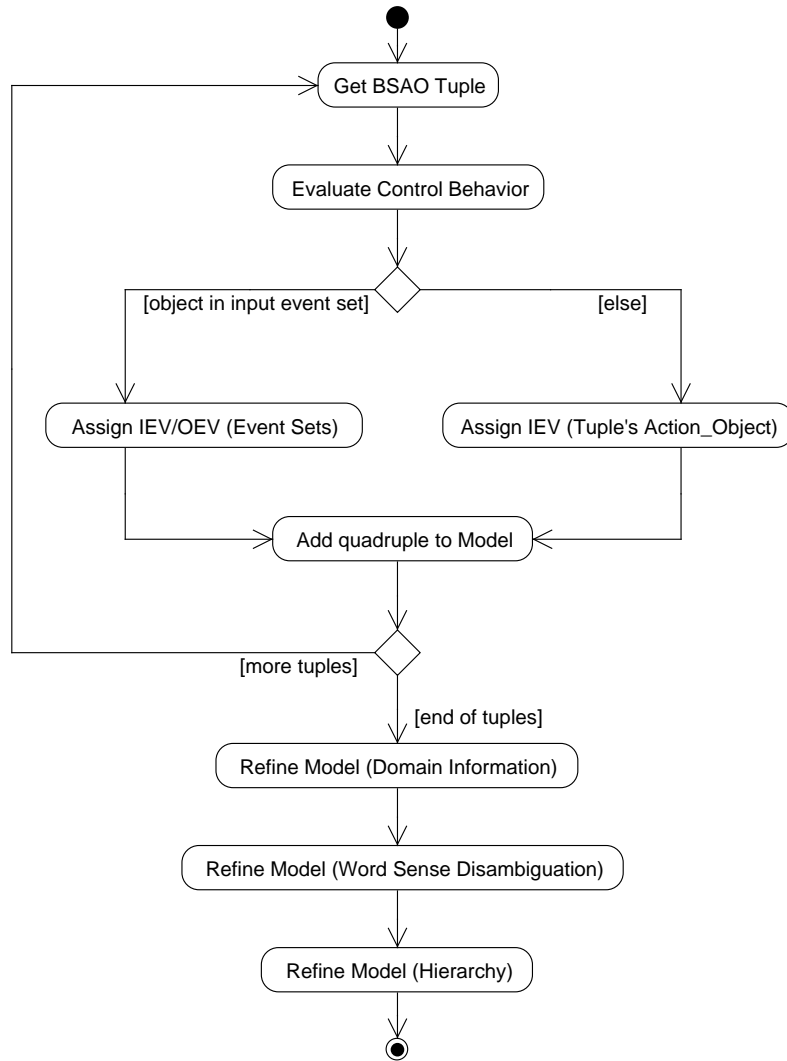 Get BSAO Tuple
Evaluate Control Behavior
[object in input event set]
[else]
Assign IEV/OEV (Event Sets)
Assign IEV (Tuple's Action_Object)
Add quadruple to Model
[more tuples]
[end of tuples]
Refine Model (Domain Information)
Refine Model (Word Sense Disambiguation)
Refine Model (Hierarchy)